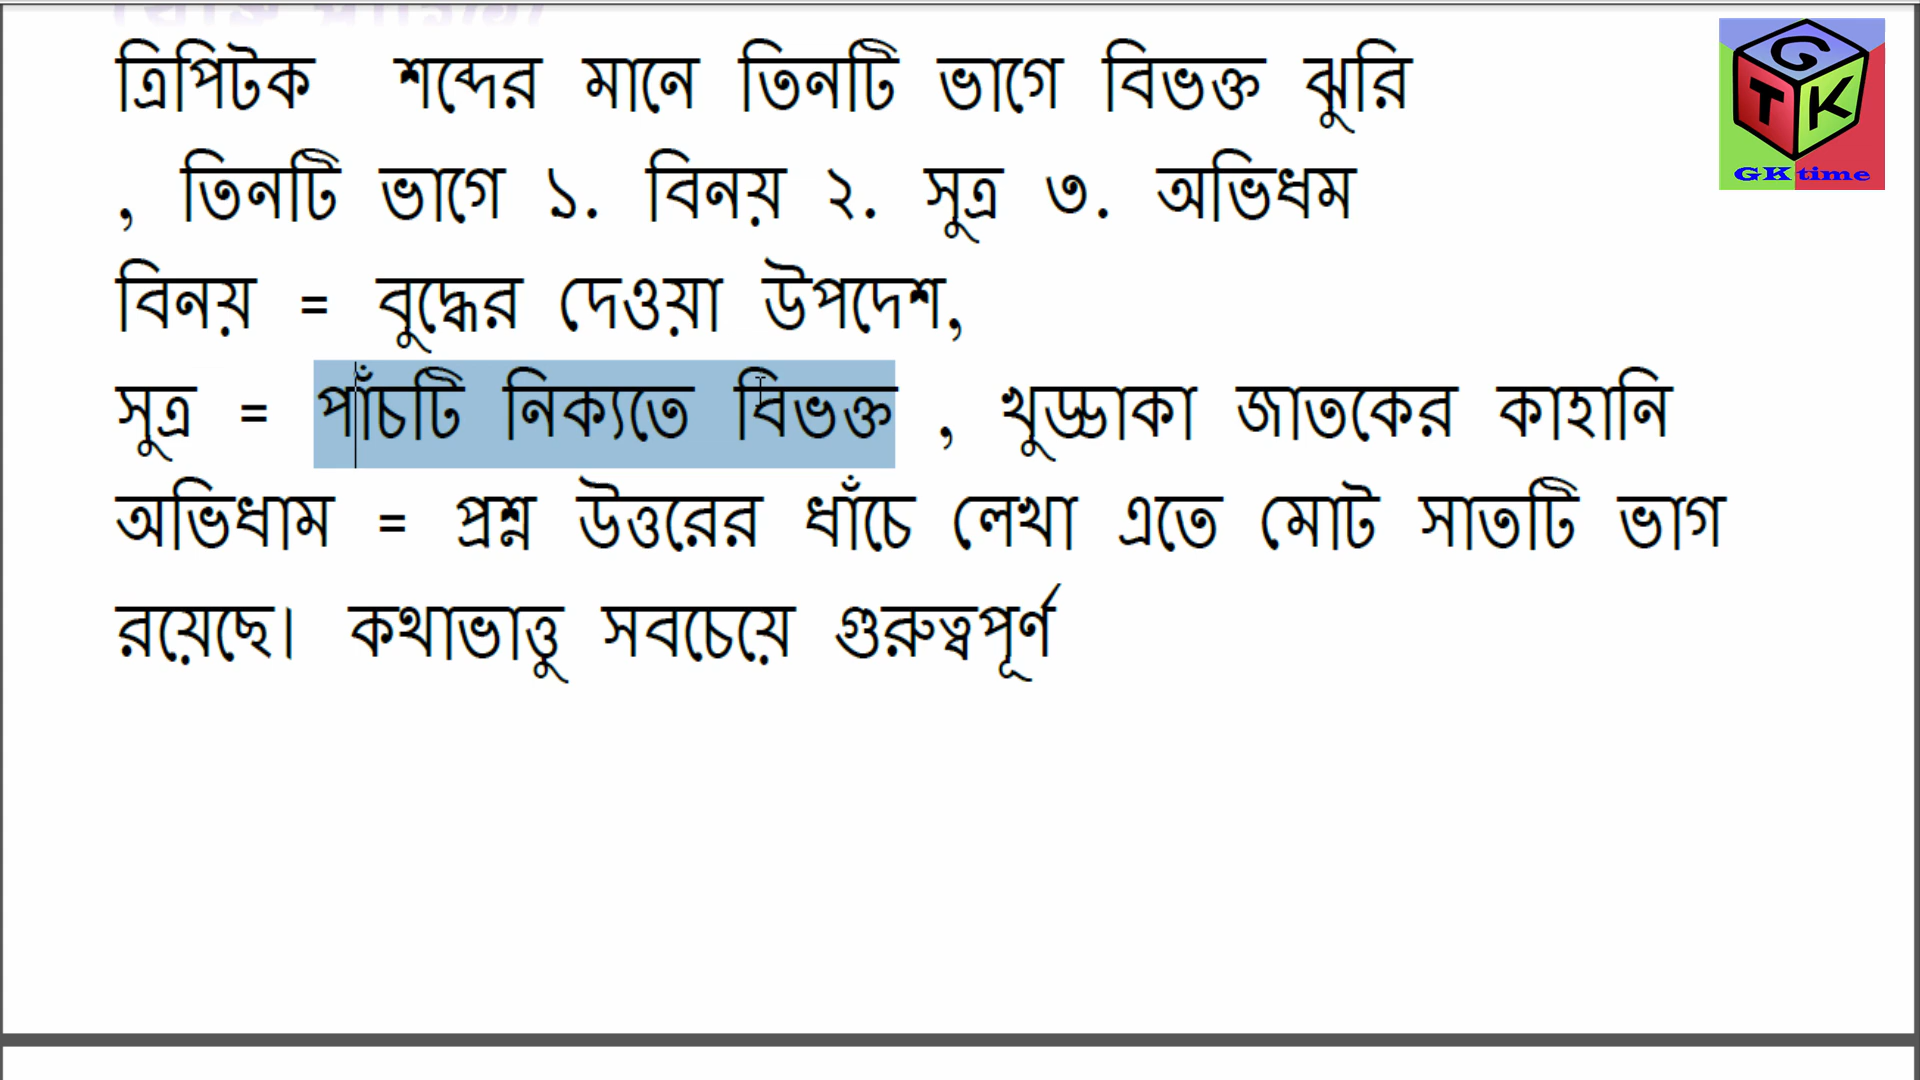 ত্রিপিটক শব্দের মানে তিনটি ভাগে বিভক্ত ঝুরি
, তিনটি ভাগে ১. বিনয় ২. সুত্র ৩. অভিধম
বিনয় = বুদ্ধের দেওয়া উপদেশ,
সুত্র = পাঁচটি নিক্যতে বিভক্ত , খুড্ডাকা জাতকের কাহানি
অভিধাম = প্রশ্ন উত্তরের ধাঁচে লেখা এতে মোট সাতটি ভাগ
রয়েছে। কথাভাত্তু সবচেয়ে গুরুত্বপূর্ণ
G
T K
GK time